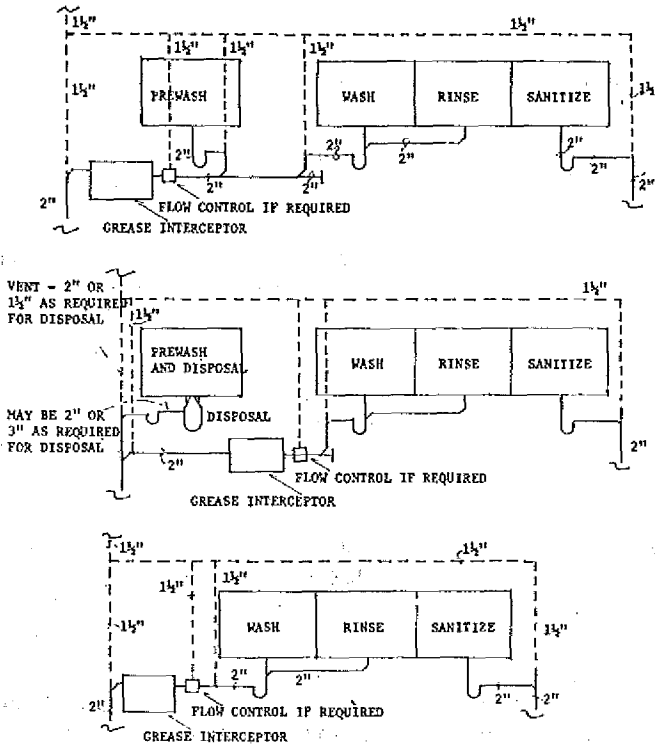 1½" 1½"
1½" 1½" 1½"
1½" PREWASH WASH RINSE SANITIZE 1½
2" 2" 2" 2"
2" 2" 2"
2" FLOW CONTROL IF REQUIRED 2"
GREASE INTERCEPTOR
VENT - 2" OR
1½" AS REQUIRED
FOR DISPOSAL
1½"
1½"
PREWASH
AND DISPOSAL
WASH RINSE SANITIZE
MAY BE 2" OR
3" AS REQUIRED
FOR DISPOSAL
DISPOSAL
2"
2"
FLOW CONTROL IF REQUIRED
GREASE INTERCEPTOR
1½" 1½"
1½" 1½"
1½" WASH RINSE SANITIZE 1½"
2" 2" 2" 2"
2" FLOW CONTROL IF REQUIRED
GREASE INTERCEPTOR